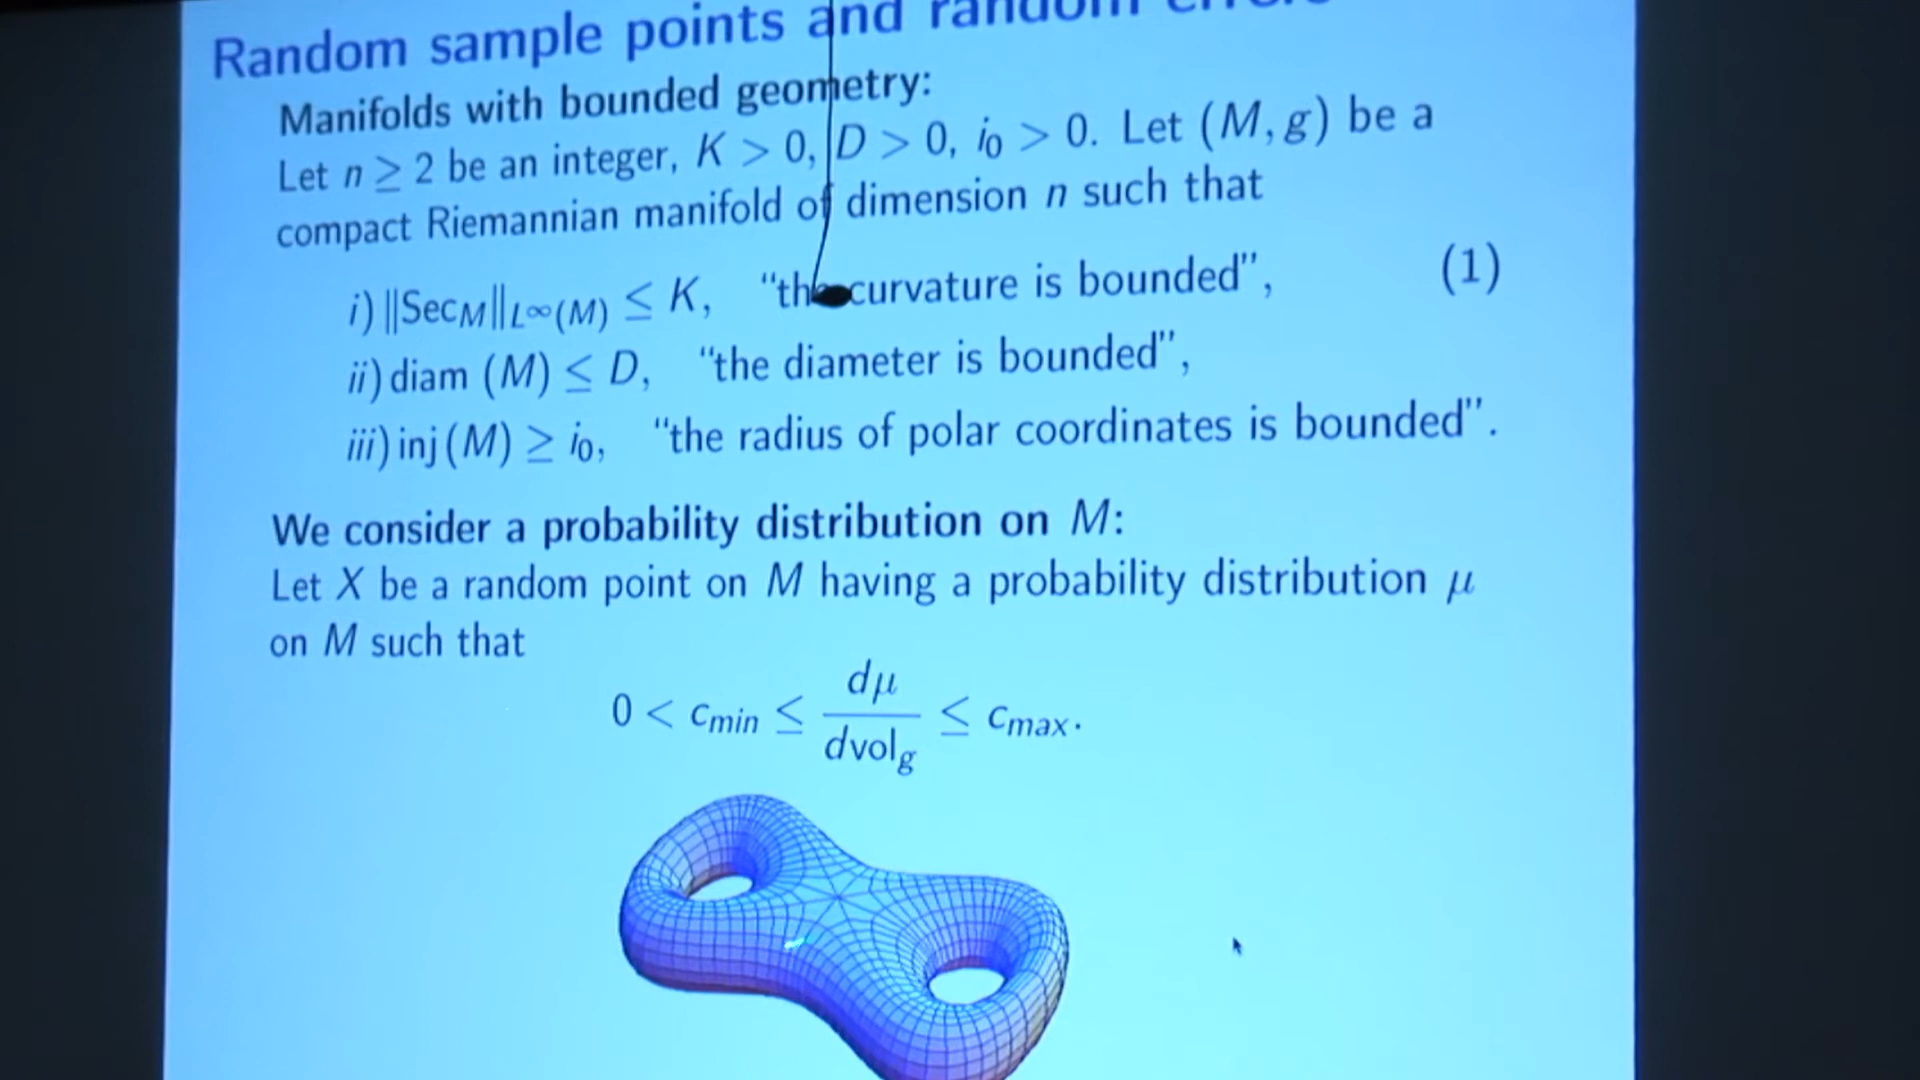 Random sample points and random errors
Manifolds with bounded geometry:
Let n ≥ 2 be an integer, K > 0, D > 0, i₀ > 0. Let (M, g) be a
compact Riemannian manifold of dimension n such that
i) ‖Sec_M‖_{L^∞(M)} ≤ K, “the curvature is bounded”, (1)
ii) diam (M) ≤ D, “the diameter is bounded”,
iii) inj (M) ≥ i₀, “the radius of polar coordinates is bounded”.
We consider a probability distribution on M:
Let X be a random point on M having a probability distribution μ
on M such that
0 < c_min ≤ dμ / dvol_g ≤ c_max.